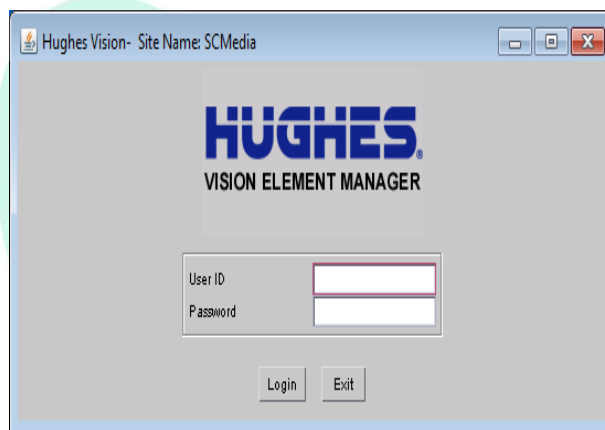 Hughes Vision- Site Name: SCMedia
HUGHES®
VISION ELEMENT MANAGER
User ID
Password
Login Exit